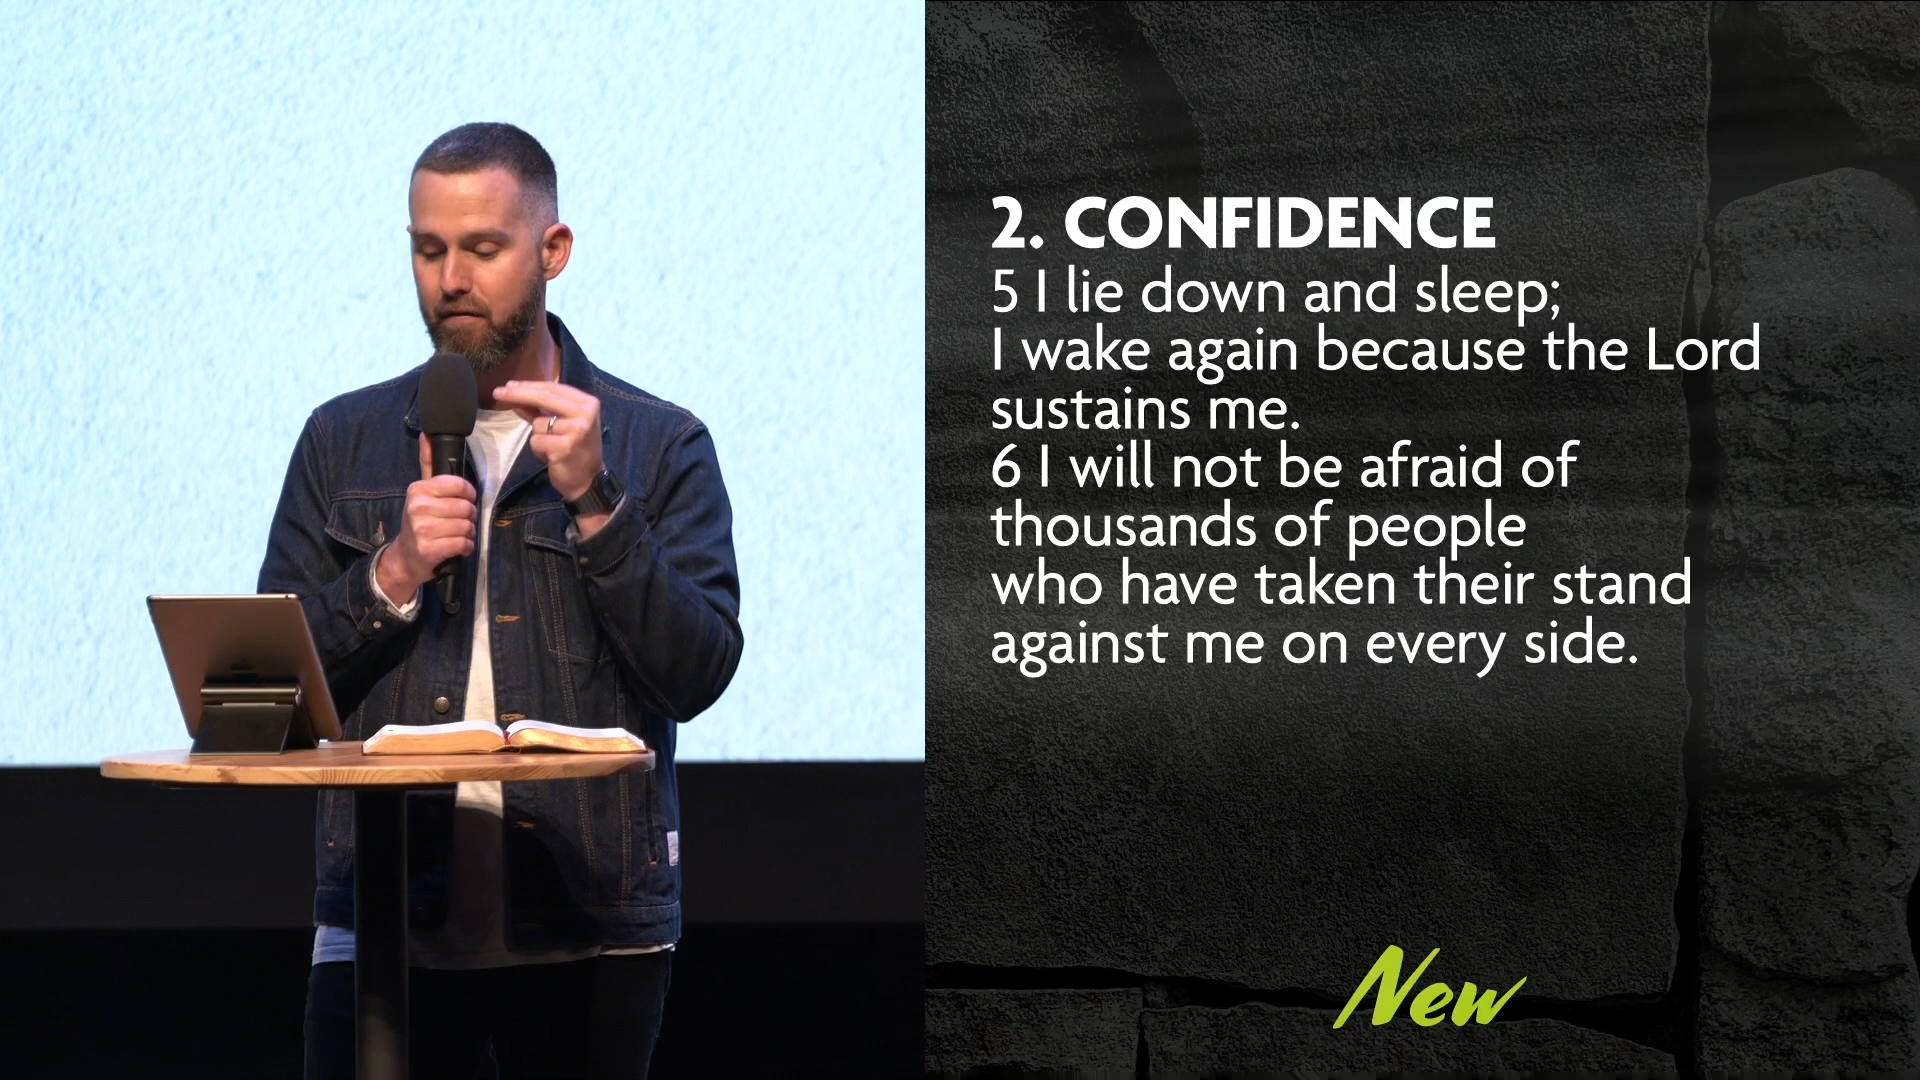 2. CONFIDENCE
5 I lie down and sleep;
I wake again because the Lord
sustains me.
6 I will not be afraid of
thousands of people
who have taken their stand
against me on every side.
New